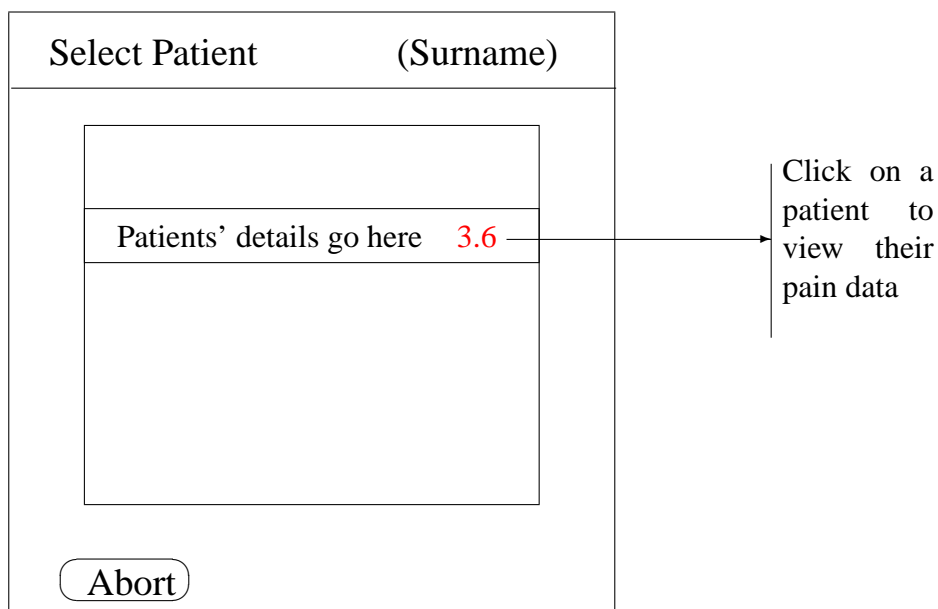 Select Patient (Surname)
Patients’ details go here 3.6
Click on a
patient to
view their
pain data
Abort